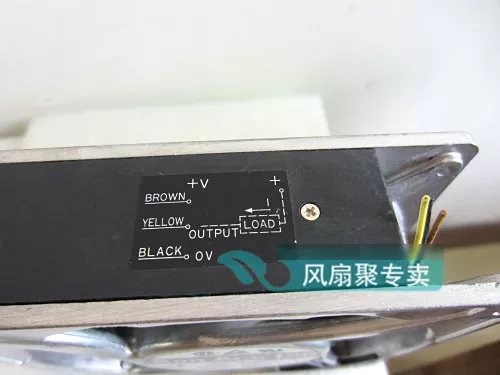 +V +
BROWN
I
YELLOW OUTPUT LOAD
BLACK 0V
风扇聚专卖